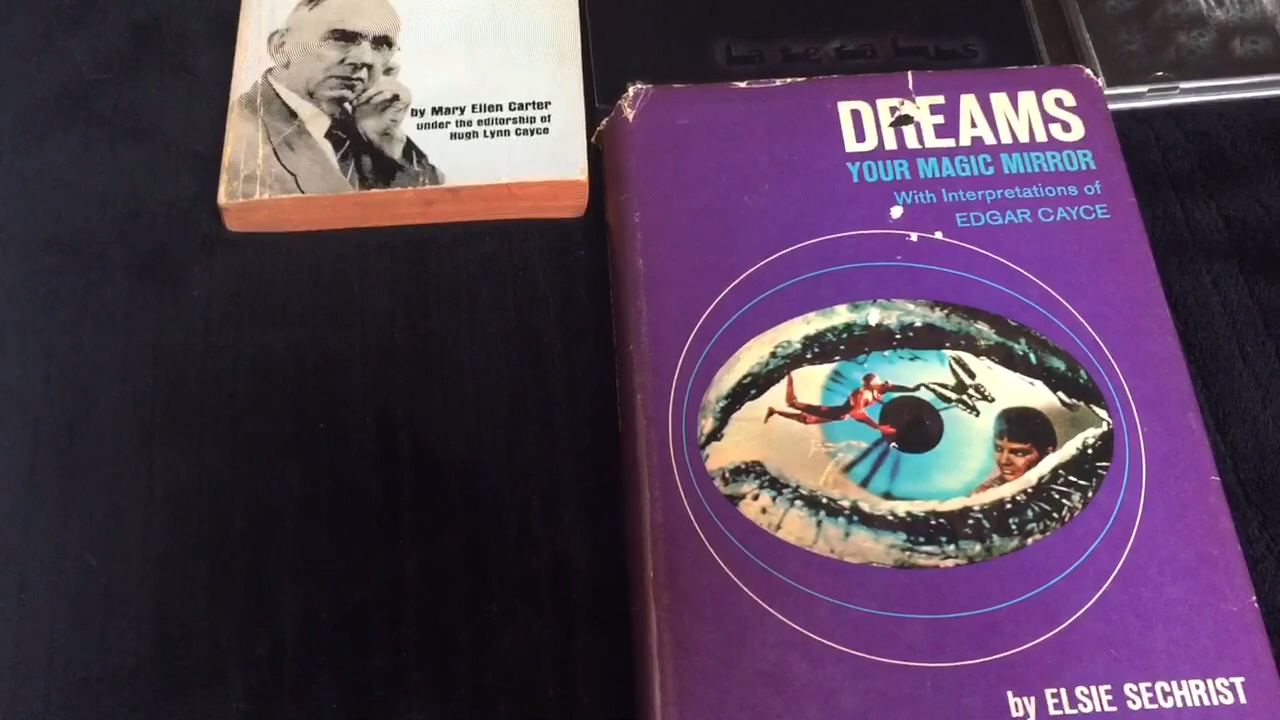 by Mary Ellen Carter
under the editorship of
Hugh Lynn Cayce
DREAMS
YOUR MAGIC MIRROR
With Interpretations of
EDGAR CAYCE
by ELSIE SECHRIST